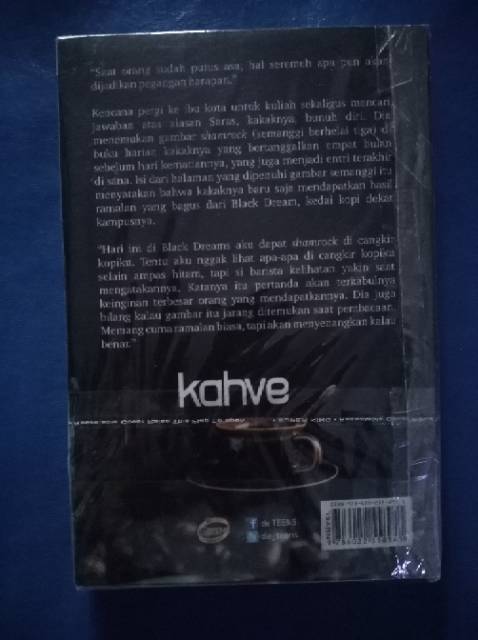 "Saat orang sudah putus asa, hal seremeh apa pun akan
dijadikan pegangan harapan."
Kencana pergi ke ibu kota untuk kuliah sekaligus mencari
jawaban atas alasan Saras, kakaknya, bunuh diri. Dia
menemukan gambar shamrock (semanggi berhelai tiga) di
buku harian kakaknya yang bertanggalkan empat bulan
sebelum hari kematiannya, yang juga menjadi entri terakhir
di sana. Isi dari halaman yang dipenuhi gambar semanggi itu
menyatakan bahwa kakaknya baru saja mendapatkan hasil
ramalan yang bagus dari Black Dream, kedai kopi dekat
kampusnya.
"Hari ini di Black Dreams aku dapat shamrock di cangkir
kopiku. Tentu aku nggak lihat apa-apa di cangkir kopiku
selain ampas hitam, tapi si barista kelihatan yakin saat
mengatakannya. Katanya itu pertanda akan terkabulnya
keinginan terbesar orang yang mendapatkannya. Dia juga
bilang kalau gambar itu jarang ditemukan saat pembacaan.
Memang cuma ramalan biasa, tapi akan menyenangkan kalau
benar."
kahve
de TEENS